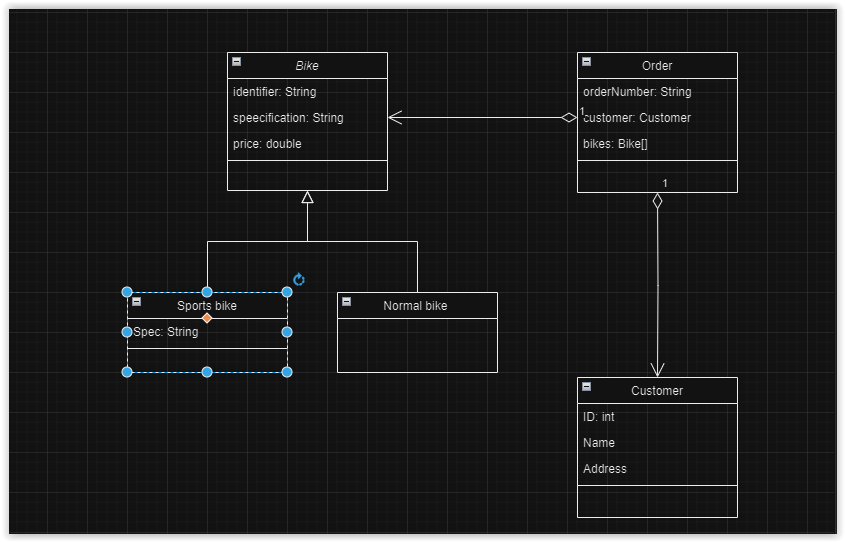 Bike
identifier: String
speecification: String
price: double
Order
orderNumber: String
1
customer: Customer
bikes: Bike[]
1
Sports bike
Spec: String
Normal bike
Customer
ID: int
Name
Address